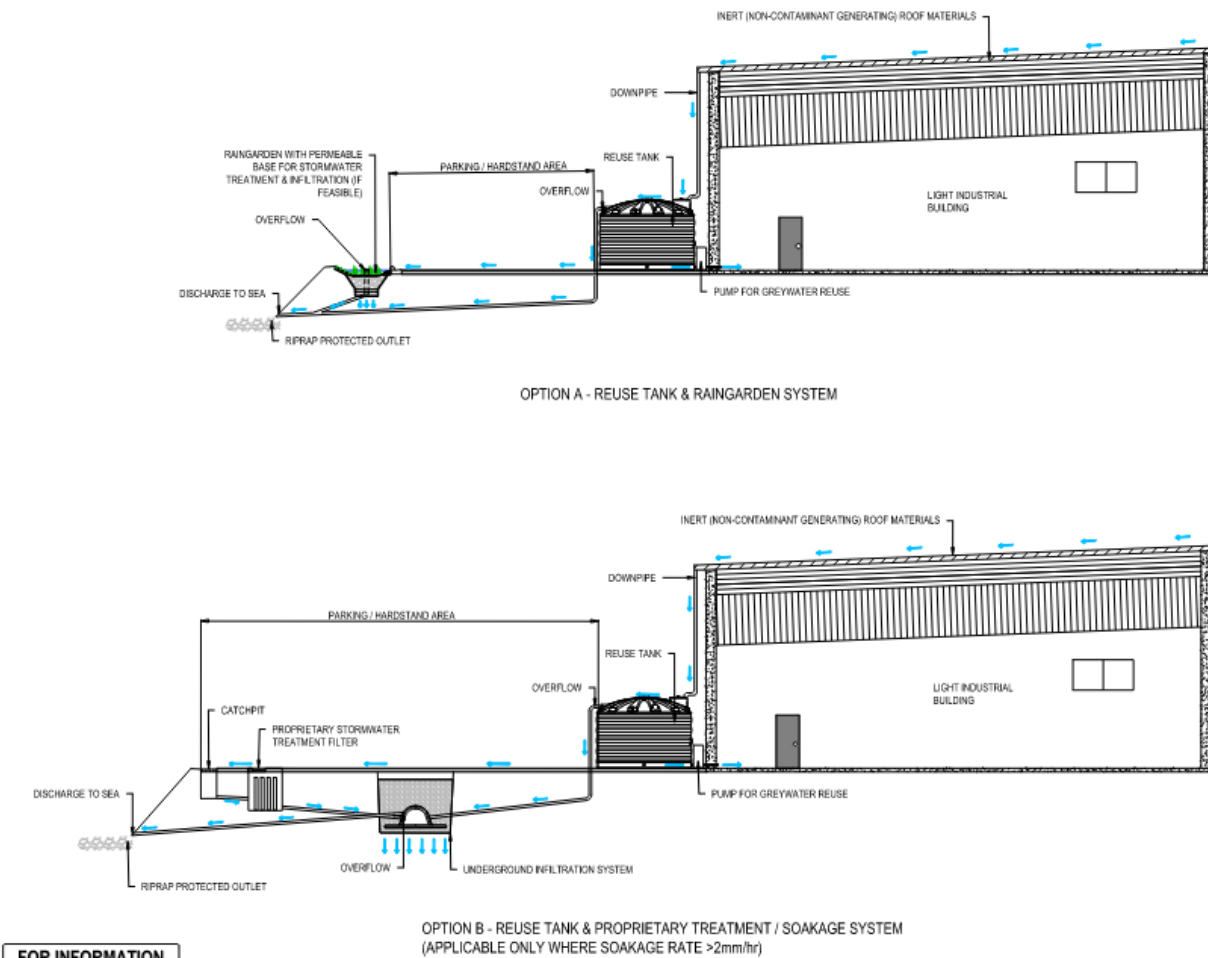 INERT (NON-CONTAMINANT GENERATING) ROOF MATERIALS
DOWNPIPE
RAINGARDEN WITH PERMEABLE
BASE FOR STORMWATER
TREATMENT & INFILTRATION (IF
FEASIBLE)
PARKING / HARDSTAND AREA
REUSE TANK
OVERFLOW
LIGHT INDUSTRIAL
BUILDING
OVERFLOW
DISCHARGE TO SEA
PUMP FOR GREYWATER REUSE
RIPRAP PROTECTED OUTLET
OPTION A - REUSE TANK & RAINGARDEN SYSTEM
INERT (NON-CONTAMINANT GENERATING) ROOF MATERIALS
DOWNPIPE
PARKING / HARDSTAND AREA
REUSE TANK
OVERFLOW
LIGHT INDUSTRIAL
BUILDING
CATCHPIT
PROPRIETARY STORMWATER
TREATMENT FILTER
DISCHARGE TO SEA
PUMP FOR GREYWATER REUSE
OVERFLOW
UNDERGROUND INFILTRATION SYSTEM
RIPRAP PROTECTED OUTLET
OPTION B - REUSE TANK & PROPRIETARY TREATMENT / SOAKAGE SYSTEM
(APPLICABLE ONLY WHERE SOAKAGE RATE >2mm/hr)
FOR INFORMATION